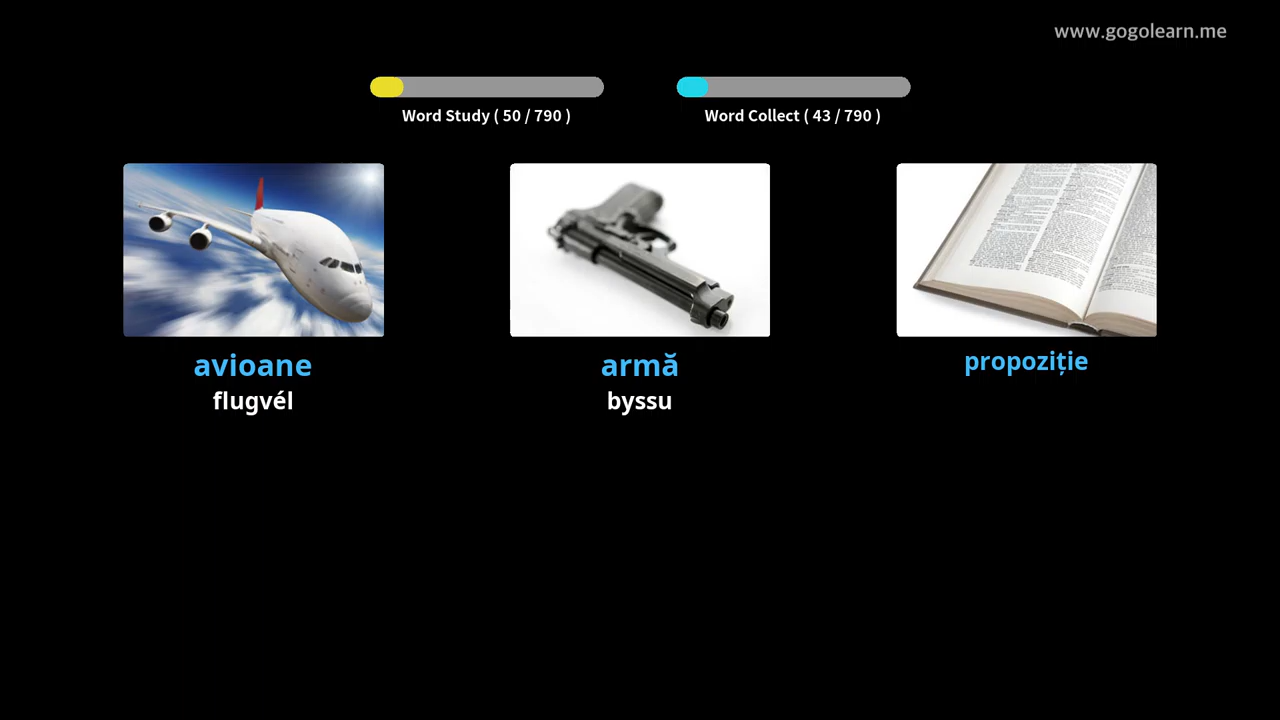 www.gogolearn.me
Word Study ( 50 / 790 )
Word Collect ( 43 / 790 )
avioane
flugvél
armă
byssu
propoziție